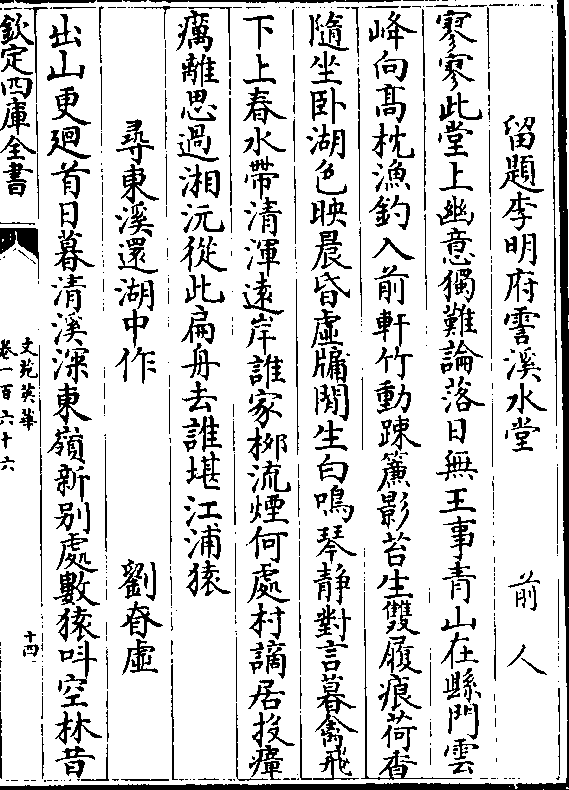 留題李明府霅溪水堂　前人
寥寥此堂上幽意獨難論落日無王事青山在縣門雲
峰向髙枕漁釣入前軒竹動踈簾影苔生雙履痕荷香
隨坐卧湖色映晨昏虛牖閒生白鳴琴静對言暮禽飛
下上春水帶清渾逺岸誰家栁流煙何處村謫居投瘴
癘離思過湘沅從此扁舟去誰堪江浦猿
尋東溪還湖中作　劉脊虛
出山更廻首日暮清溪深東嶺新别處數猿叫空林昔
欽定四庫全書
文苑英華
卷一百六十六
十四